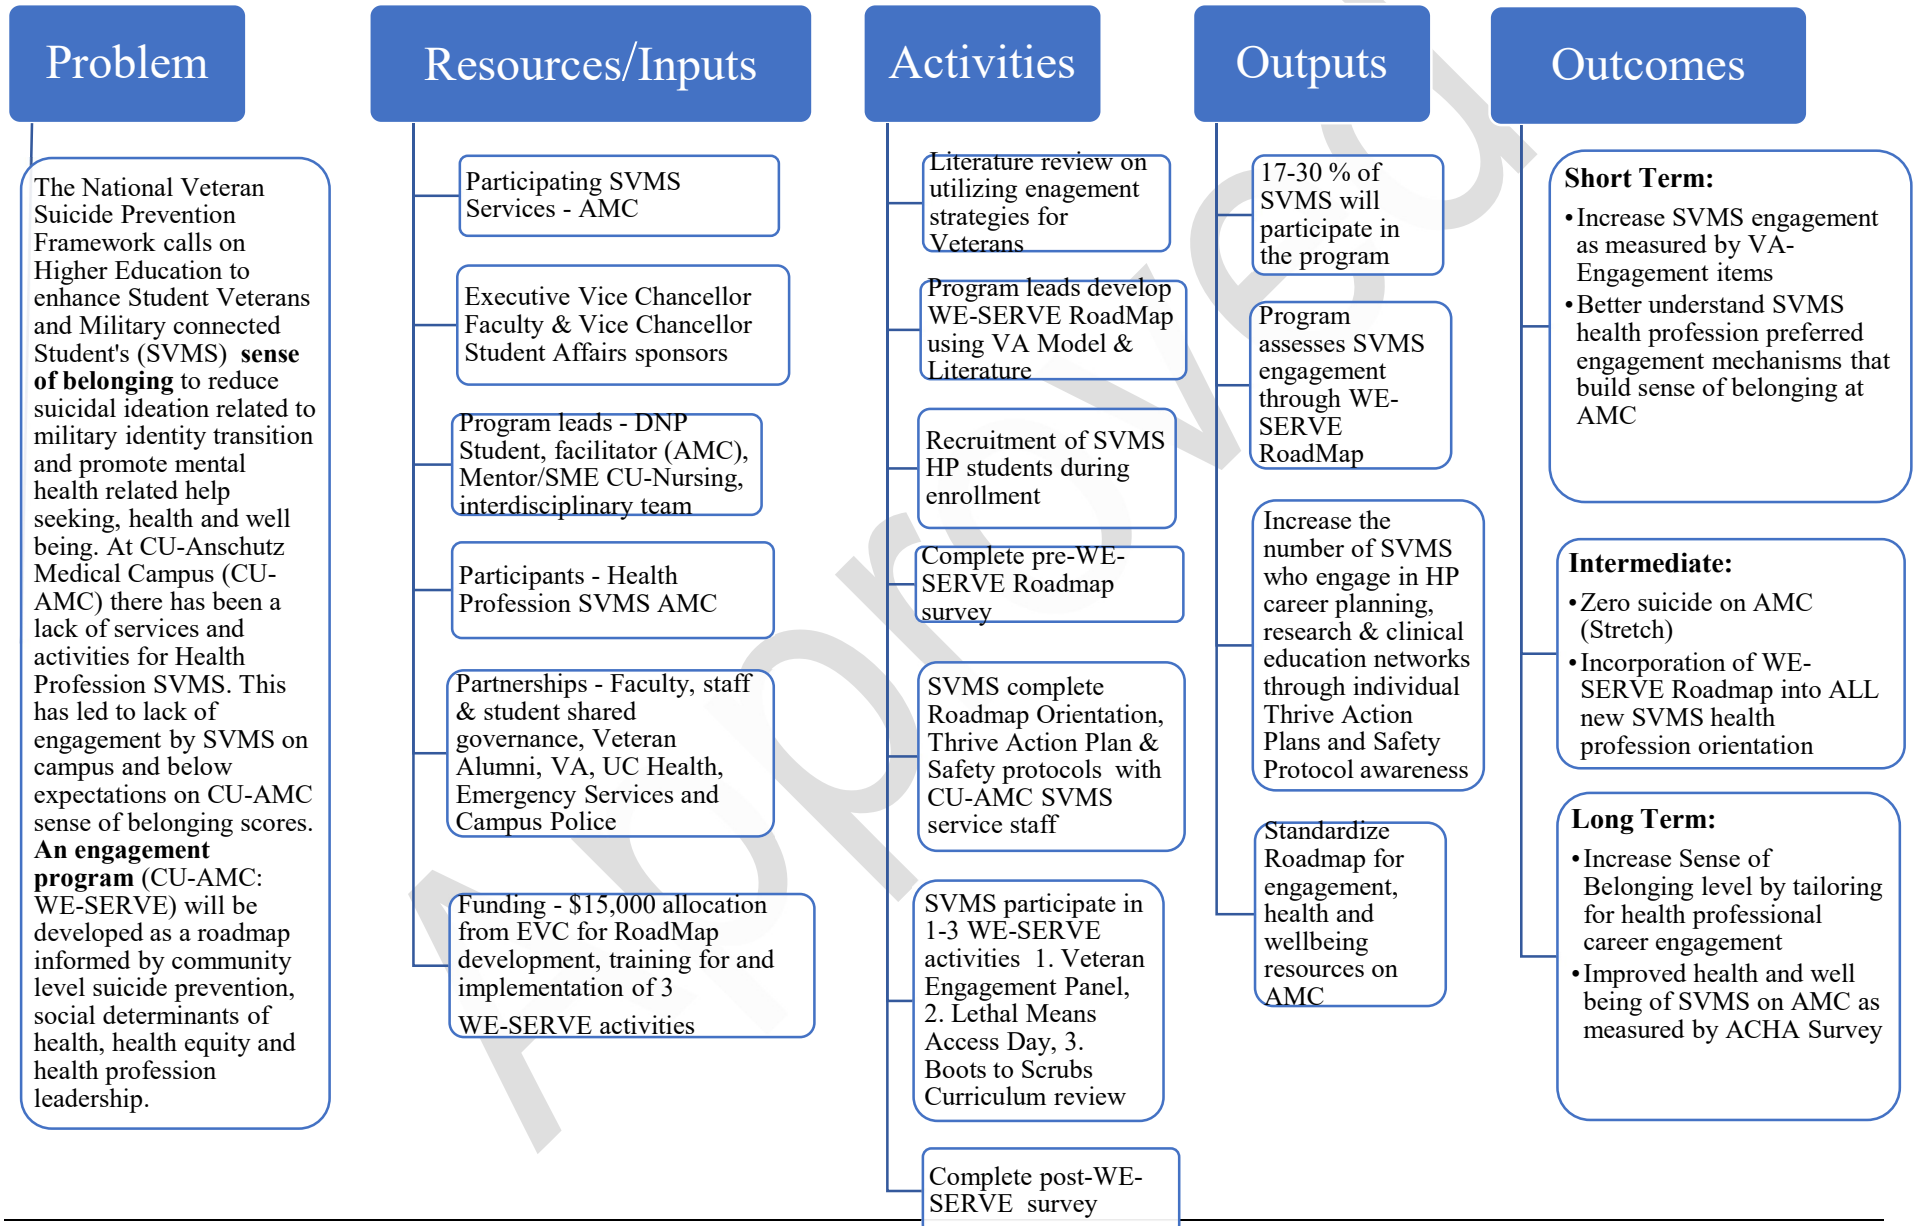 Problem
The National Veteran
Suicide Prevention
Framework calls on
Higher Education to
enhance Student Veterans
and Military connected
Student's (SVMS)  sense
of belonging to reduce
suicidal ideation related to
military identity transition
and promote mental
health related help
seeking, health and well
being. At CU-Anschutz
Medical Campus (CU-
AMC) there has been a
lack of services and
activities for Health
Profession SVMS. This
has led to lack of
engagement by SVMS on
campus and below
expectations on CU-AMC
sense of belonging scores.
An engagement
program (CU-AMC:
WE-SERVE) will be
developed as a roadmap
informed by community
level suicide prevention,
social determinants of
health, health equity and
health profession
leadership.
Resources/Inputs
Participating SVMS
Services - AMC
Executive Vice Chancellor
Faculty & Vice Chancellor
Student Affairs sponsors
Program leads - DNP
Student, facilitator (AMC),
Mentor/SME CU-Nursing,
interdisciplinary team
Participants - Health
Profession SVMS AMC
Partnerships - Faculty, staff
& student shared
governance, Veteran
Alumni, VA, UC Health,
Emergency Services and
Campus Police
Funding - $15,000 allocation
from EVC for RoadMap
development, training for and
implementation of 3
WE-SERVE activities
Activities
Literature review on
utilizing enagement
strategies for
Veterans
Program leads develop
WE-SERVE RoadMap
using VA Model &
Literature
Recruitment of SVMS
HP students during
enrollment
Complete pre-WE-
SERVE Roadmap
survey
SVMS complete
Roadmap Orientation,
Thrive Action Plan &
Safety protocols  with
CU-AMC SVMS
service staff
SVMS participate in
1-3 WE-SERVE
activities  1. Veteran
Engagement Panel,
2. Lethal Means
Access Day, 3.
Boots to Scrubs
Curriculum review
Complete post-WE-
SERVE  survey
Outputs
17-30 % of
SVMS will
participate in
the program
Program
assesses SVMS
engagement
through WE-
SERVE
RoadMap
Increase the
number of SVMS
who engage in HP
career planning,
research & clinical
education networks
through individual
Thrive Action
Plans and Safety
Protocol awareness
Standardize
Roadmap for
engagement,
health and
wellbeing
resources on
AMC
Outcomes
Short Term:
•Increase SVMS engagement
as measured by VA-
Engagement items
•Better understand SVMS
health profession preferred
engagement mechanisms that
build sense of belonging at
AMC
Intermediate:
•Zero suicide on AMC
(Stretch)
•Incorporation of WE-
SERVE Roadmap into ALL
new SVMS health
profession orientation
Long Term:
•Increase Sense of
Belonging level by tailoring
for health professional
career engagement
•Improved health and well
being of SVMS on AMC as
measured by ACHA Survey
Approved